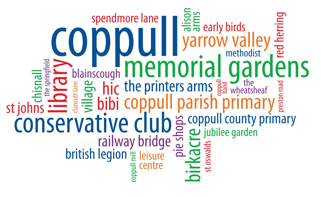 spendmore lane
alison
arms
early birds
red herring
coppull
yarrow valley
methodist
chisnall
the springfield
library
blainscough
memorial gardens
clancutt lane
village
hic
the printers arms
coppull
band
the
wheatsheaf
preston road
st johns
bibi
coppull parish primary
conservative club
pie shops
coppull county primary
birkacre
jubilee garden
railway bridge
st oswalds
british legion
coppull mill
leisure
centre